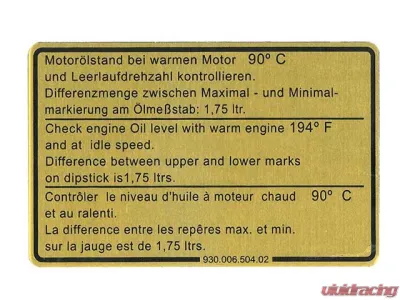 Motorölstand bei warmen Motor 90° C
und Leerlaufdrehzahl kontrollieren.
Differenzmenge zwischen Maximal - und Minimal-
markierung am Ölmeßstab; 1,75 ltr.
Check engine Oil level with warm engine 194° F
and at idle speed.
Difference between upper and lower marks
on dipstick is1,75 ltrs.
Contrôler le niveau d'huile à moteur chaud 90° C
et au ralenti.
La difference entre les repêres max. et min.
sur la jauge est de 1,75 ltrs.
930.006.504.02
vividracing